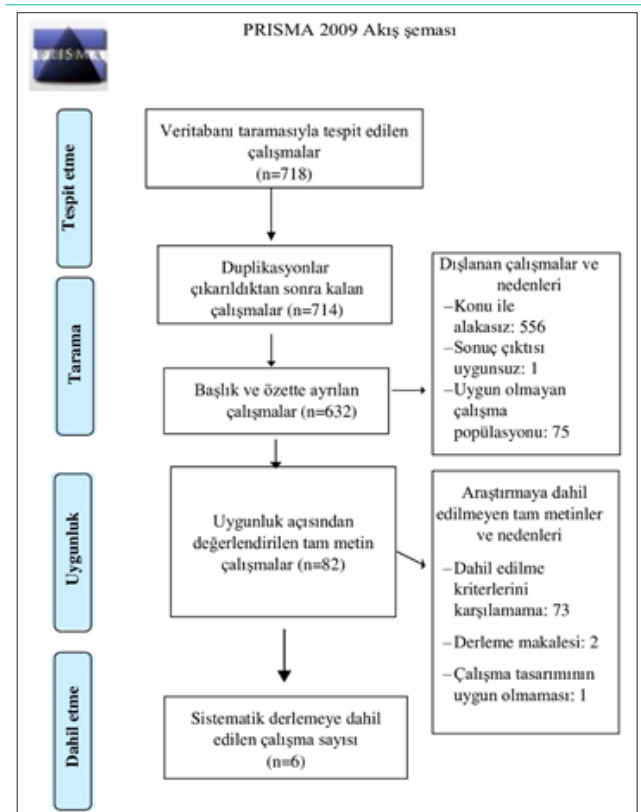 PRISMA 2009 Akış şeması
PRISMA
Tespit etme
Veritabanı taramasıyla tespit edilen
çalışmalar
(n=718)
Tarama
Duplikasyonlar
çıkarıldıktan sonra kalan
çalışmalar (n=714)
Başlık ve özette ayrılan
çalışmalar (n=632)
Dışlanan çalışmalar ve
nedenleri
–Konu ile
alakasız: 556
–Sonuç çıktısı
uygunsuz: 1
–Uygun olmayan
çalışma
popülasyonu: 75
Uygunluk
Uygunluk açısından
değerlendirilen tam metin
çalışmalar (n=82)
Araştırmaya dahil
edilmeyen tam metinler
ve nedenleri
–Dahil edilme
kriterlerini
karşılamama: 73
–Derleme makalesi: 2
–Çalışma tasarımının
uygun olmaması: 1
Dahil etme
Sistematik derlemeye dahil
edilen çalışma sayısı
(n=6)